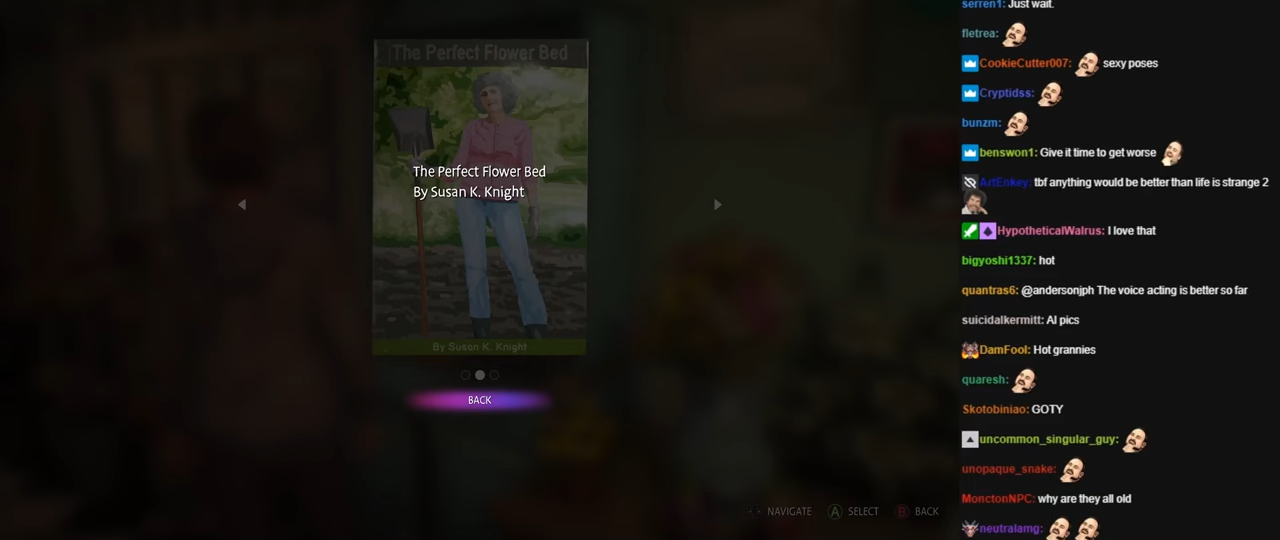 The Perfect Flower Bed
The Perfect Flower Bed
By Susan K. Knight
By Susan K. Knight
BACK
NAVIGATE
A SELECT
B BACK
serren1: Just wait.
fletrea:
CookieCutter007: sexy poses
Cryptidss:
bunzm:
benswon1: Give it time to get worse
ArtEnkey: tbf anything would be better than life is strange 2
HypotheticalWalrus: I love that
bigyoshi1337: hot
quantras6: @andersonjph The voice acting is better so far
suicidalkermitt: AI pics
DamFool: Hot grannies
quaresh:
Skotobiniao: GOTY
uncommon_singular_guy:
unopaque_snake:
MonctonNPC: why are they all old
neutralamg: